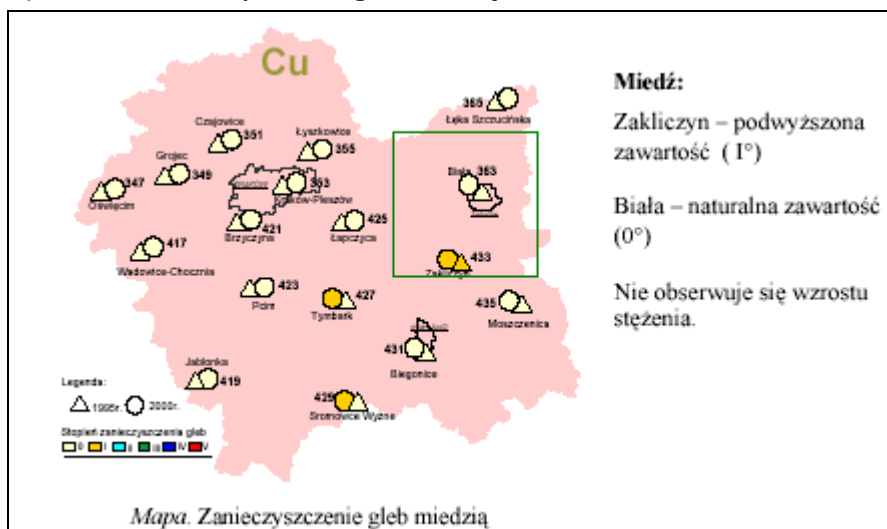 Cu
365
Łęka Szczucińska
Czajowice
351
Łyszkowice
355
Grojec
349
347
Oświęcim
Biała
363
353
Kraków-Pleszów
Brzyczyna
421
425
Łapczyca
417
Wadowice-Chocznia
433
Zakliczyn
423
Pcim
427
Tymbark
435
Moszczenica
431
Biegonice
Jabłonka
419
429
Sromowce Wyżne
Legenda:
1995r.
2000r.
Stopień zanieczyszczenia gleb
0 I II III IV V
Miedź:
Zakliczyn – podwyższona
zawartość ( I°)
Biała – naturalna zawartość
(0°)
Nie obserwuje się wzrostu
stężenia.
Mapa. Zanieczyszczenie gleb miedzią